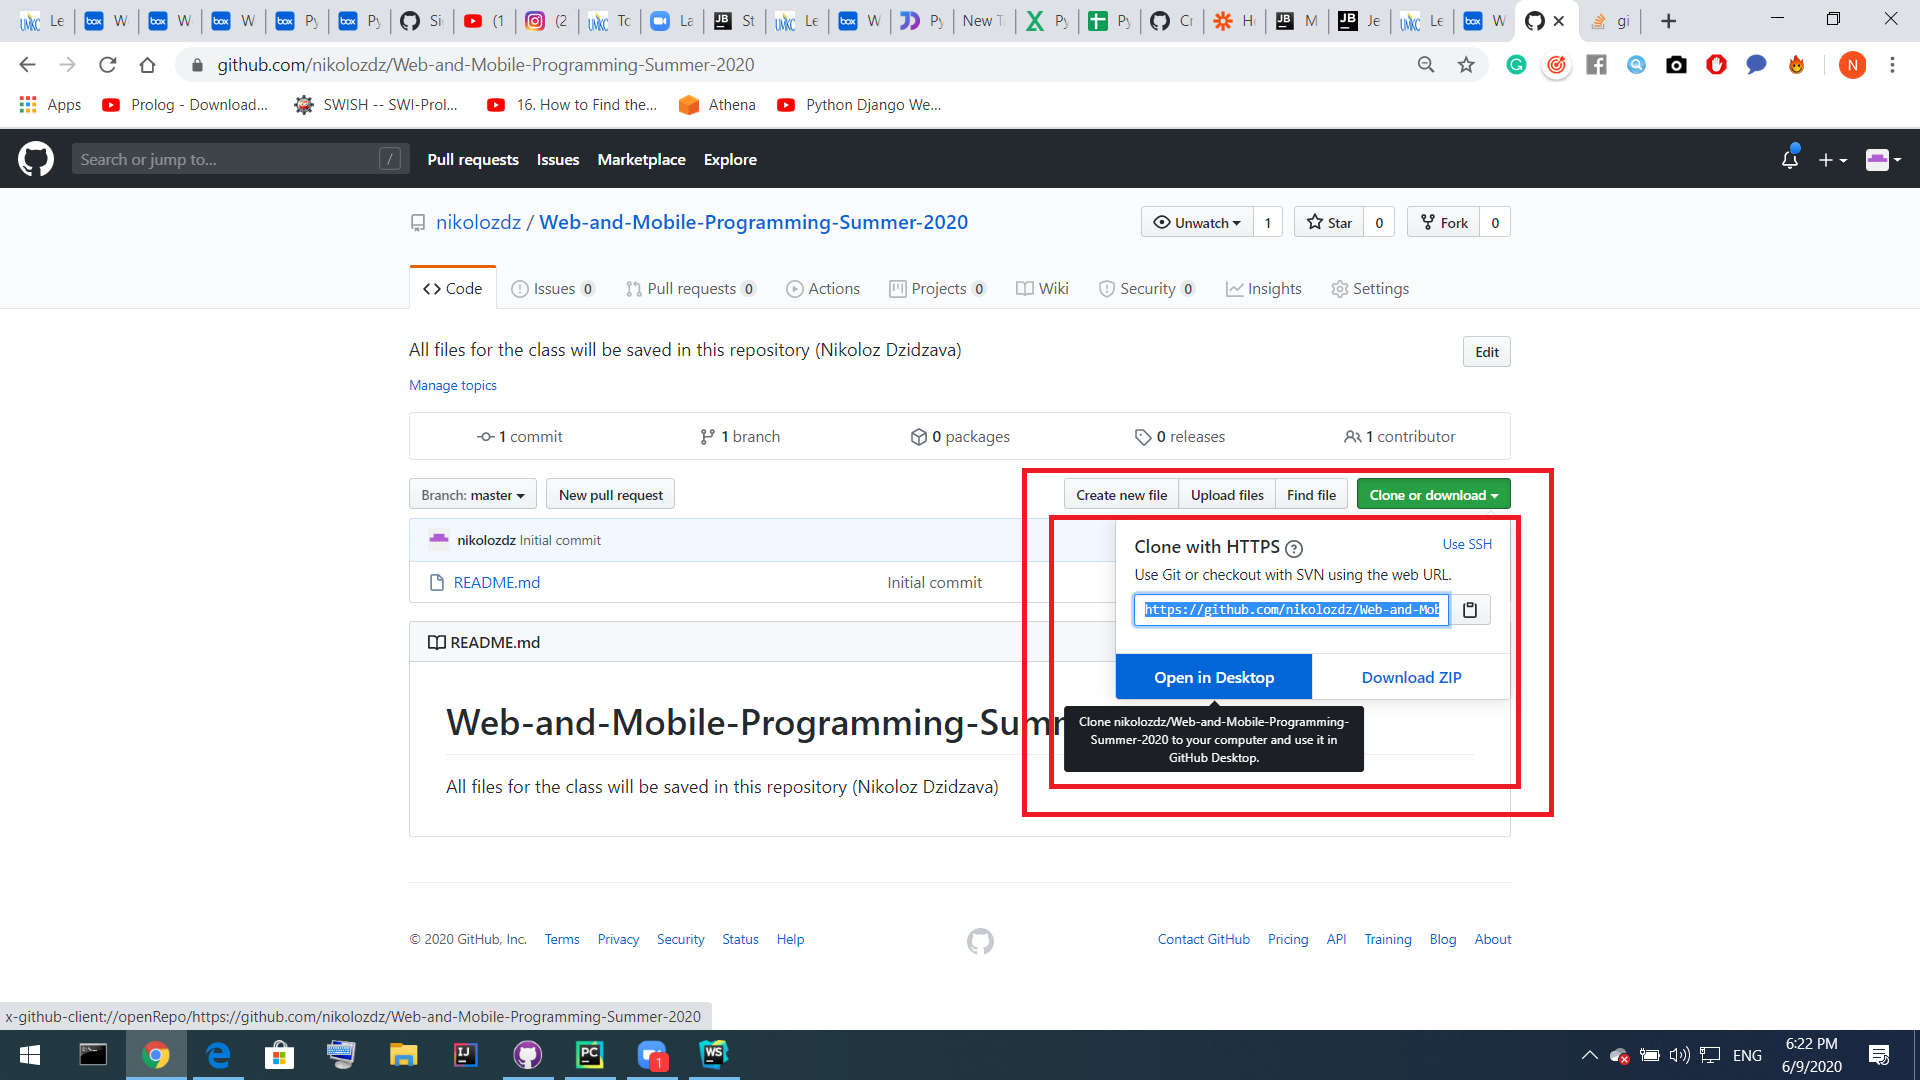 Le W W W Py Py Si (1 (2 To La St Le W Py New T Py Py Cr H M Je Le W gi
github.com/nikolozdz/Web-and-Mobile-Programming-Summer-2020
N
Apps Prolog - Download... SWISH -- SWI-Prol... 16. How to Find the... Athena Python Django We...
Search or jump to... / Pull requests Issues Marketplace Explore
nikolozdz / Web-and-Mobile-Programming-Summer-2020 Unwatch 1 Star 0 Fork 0
Code Issues 0 Pull requests 0 Actions Projects 0 Wiki Security 0 Insights Settings
All files for the class will be saved in this repository (Nikoloz Dzidzava) Edit
Manage topics
1 commit 1 branch 0 packages 0 releases 1 contributor
Branch: master New pull request Create new file Upload files Find file Clone or download
nikolozdz Initial commit
README.md Initial commit
Clone with HTTPS ? Use SSH
Use Git or checkout with SVN using the web URL.
https://github.com/nikolozdz/Web-and-Mob
Open in Desktop Download ZIP
Clone nikolozdz/Web-and-Mobile-Programming-
Summer-2020 to your computer and use it in
GitHub Desktop.
README.md
Web-and-Mobile-Programming-Summ
All files for the class will be saved in this repository (Nikoloz Dzidzava)
© 2020 GitHub, Inc. Terms Privacy Security Status Help Contact GitHub Pricing API Training Blog About
x-github-client://openRepo/https://github.com/nikolozdz/Web-and-Mobile-Programming-Summer-2020
IJ PC 1 WS ENG 6:22 PM
6/9/2020